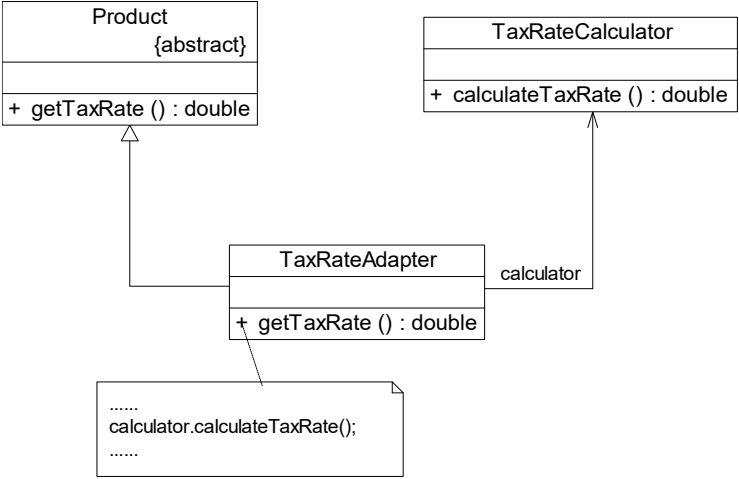 Product
{abstract}
+ getTaxRate () : double
TaxRateCalculator
+ calculateTaxRate () : double
TaxRateAdapter
+ getTaxRate () : double
calculator
......
calculator.calculateTaxRate();
......